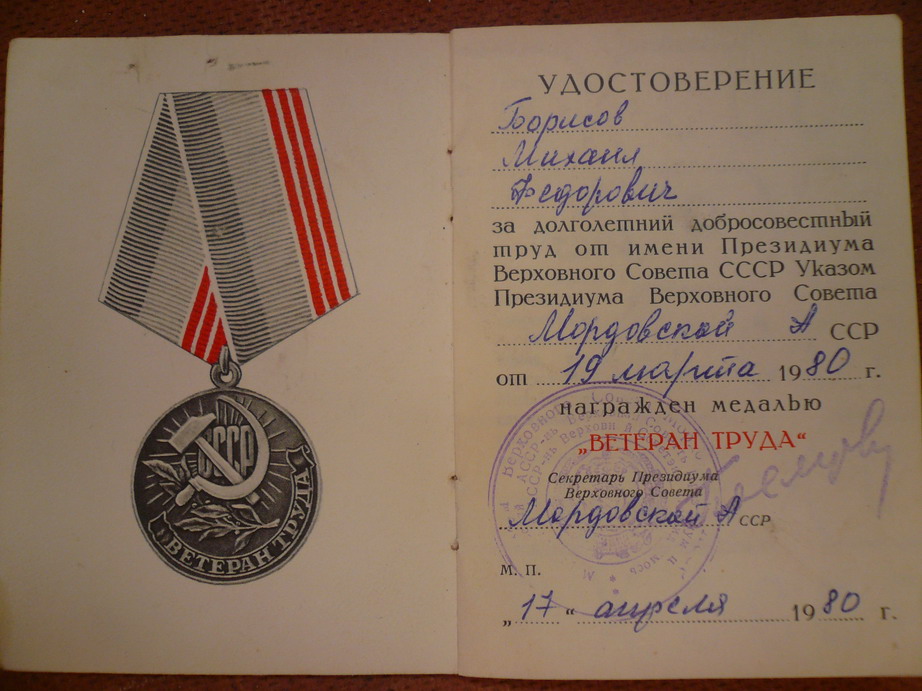 СССР
ВЕТЕРАН ТРУДА
УДОСТОВЕРЕНИЕ
Борисов
Михаил
Федорович
за долголетний добросовестный
труд от имени Президиума
Верховного Совета СССР Указом
Президиума Верховного Совета
Мордовской А ССР
от 19 марта 1980 г.
награжден медалью
„ВЕТЕРАН ТРУДА“
Секретарь Президиума
Верховного Совета
Мордовской А ССР
М. П.
„17“ апреля 1980 г.